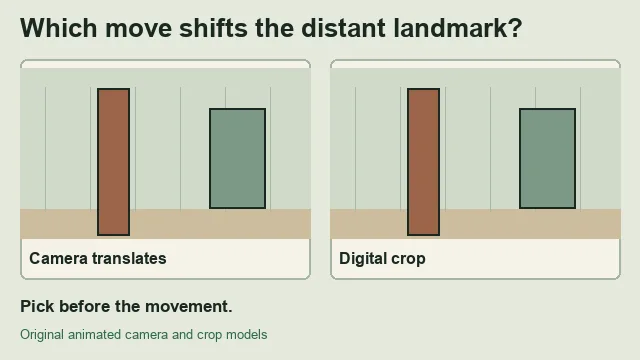 Which move shifts the distant landmark?
Camera translates
Digital crop
Pick before the movement.
Original animated camera and crop models